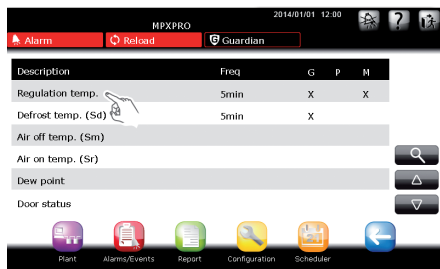 MPXPRO
2014/01/01 12:00
?
Alarm Reload Guardian
Description Freq G P M
Regulation temp. 5min X X
Defrost temp. (Sd) 5min X
Air off temp. (Sm)
Air on temp. (Sr)
Dew point
Door status
Plant Alarms/Events Report Configuration Scheduler